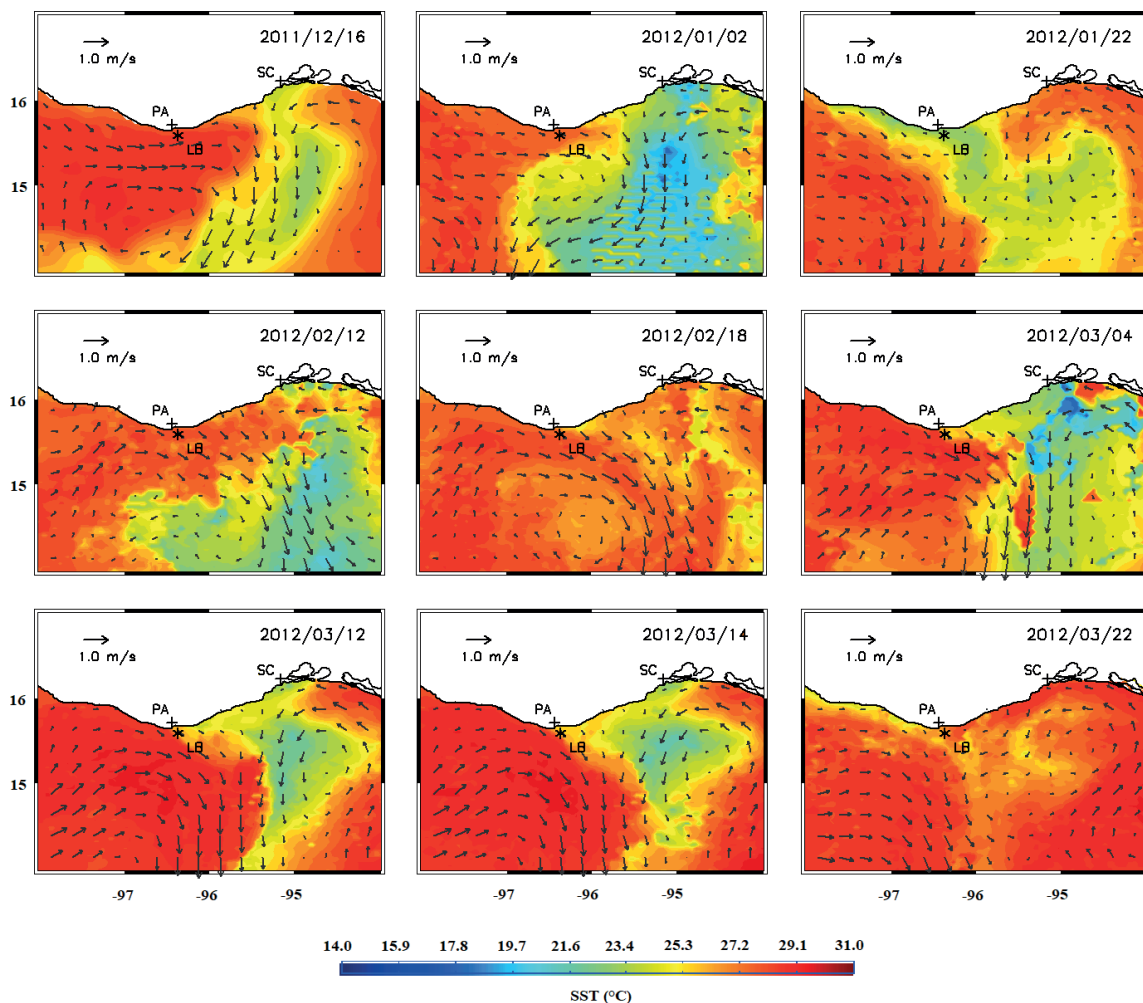 2011/12/16 2012/01/02 2012/01/22
1.0 m/s 1.0 m/s 1.0 m/s
SC SC SC
16
PA PA PA
LB LB LB
15
2012/02/12 2012/02/18 2012/03/04
1.0 m/s 1.0 m/s 1.0 m/s
SC SC SC
16
PA PA PA
LB LB LB
15
2012/03/12 2012/03/14 2012/03/22
1.0 m/s 1.0 m/s 1.0 m/s
SC SC SC
16
PA PA PA
LB LB LB
15
-97 -96 -95 -97 -96 -95 -97 -96 -95
14.0 15.9 17.8 19.7 21.6 23.4 25.3 27.2 29.1 31.0
SST (°C)